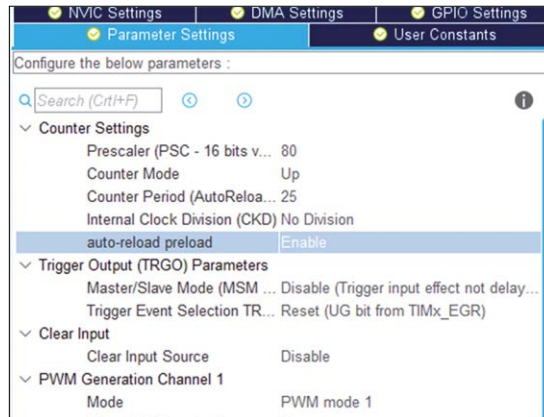 NVIC Settings DMA Settings GPIO Settings
Parameter Settings User Constants
Configure the below parameters :
Search (Crtl+F)
Counter Settings
Prescaler (PSC - 16 bits v... 80
Counter Mode Up
Counter Period (AutoReloa... 25
Internal Clock Division (CKD) No Division
auto-reload preload Enable
Trigger Output (TRGO) Parameters
Master/Slave Mode (MSM ... Disable (Trigger input effect not delay...
Trigger Event Selection TR... Reset (UG bit from TIMx_EGR)
Clear Input
Clear Input Source Disable
PWM Generation Channel 1
Mode PWM mode 1